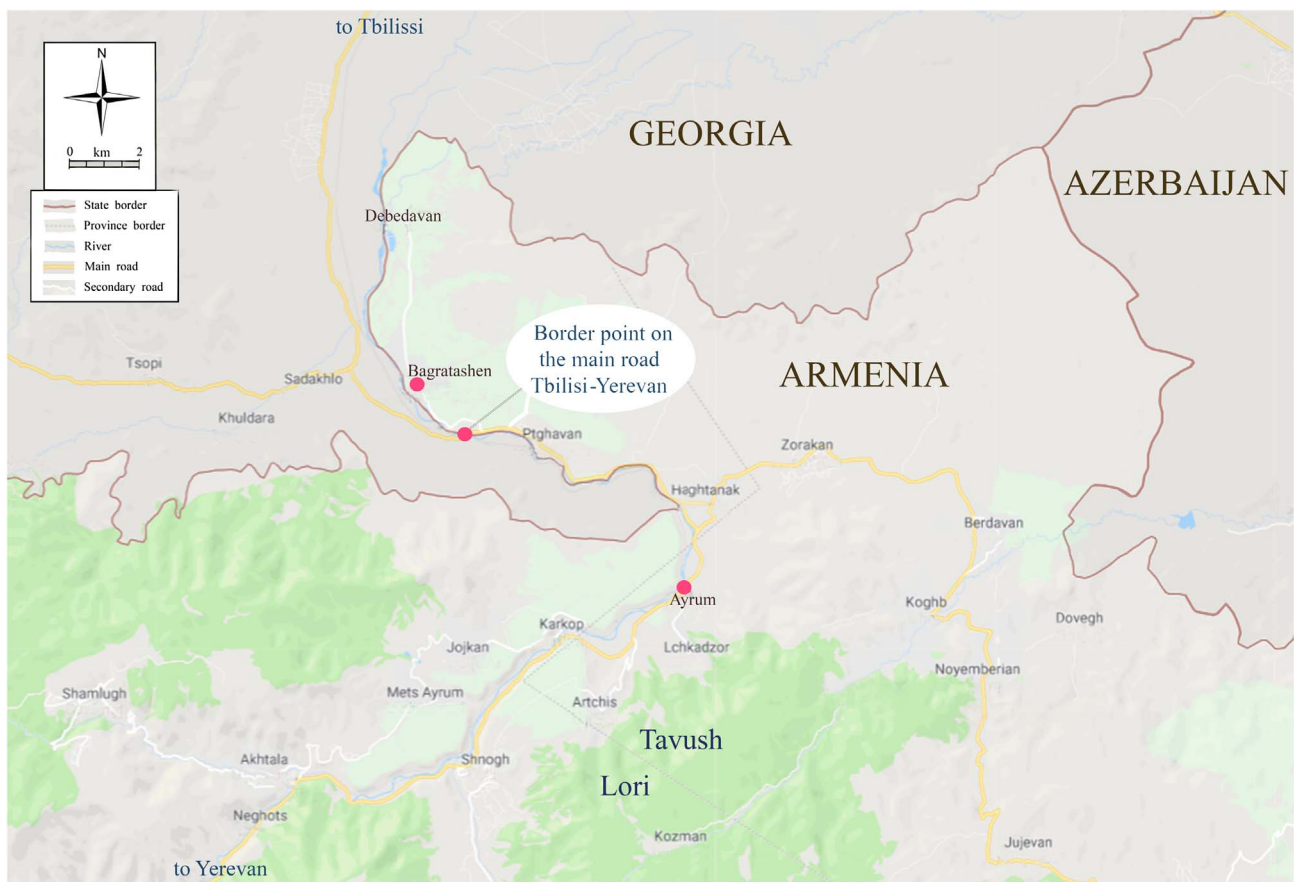 to Tbilissi
N
0 km 2
State border
Province border
River
Main road
Secondary road
GEORGIA
AZERBAIJAN
Debedavan
Border point on
the main road
Tbilisi-Yerevan
Tsopi
Sadakhlo
Bagratashen
ARMENIA
Khuldara
Ptghavan
Zorakan
Haghtanak
Berdavan
Ayrum
Koghb
Dovegh
Karkop
Jojkan
Lchkadzor
Noyemberian
Shamlugh
Mets Ayrum
Artchis
Tavush
Akhtala
Shnogh
Lori
Neghots
Kozman
Jujevan
to Yerevan